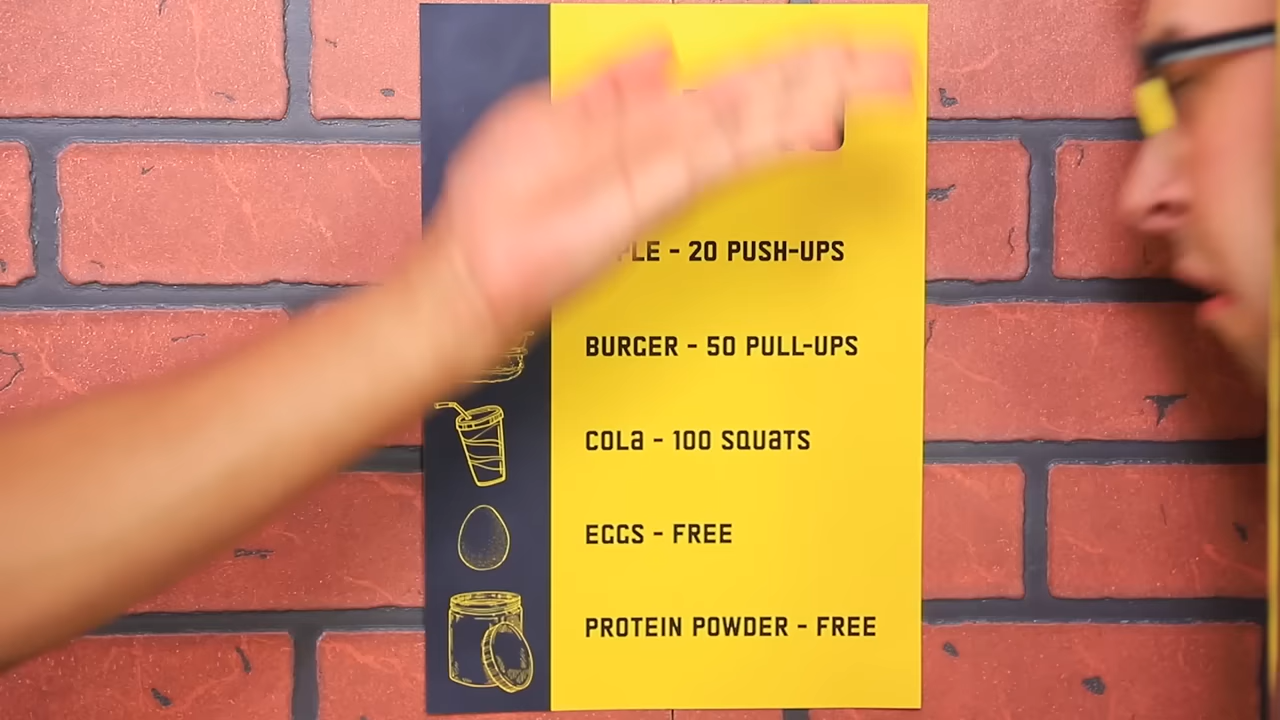 - 20 PUSH-UPS
BURGER - 50 PULL-UPS
COLA - 100 SQUATS
EGGS - FREE
PROTEIN POWDER - FREE